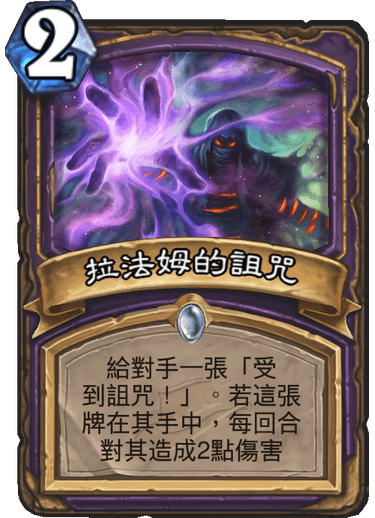 2
拉法姆的詛咒
給對手一張「受
到詛咒！」。若這張
牌在其手中，每回合
對其造成2點傷害